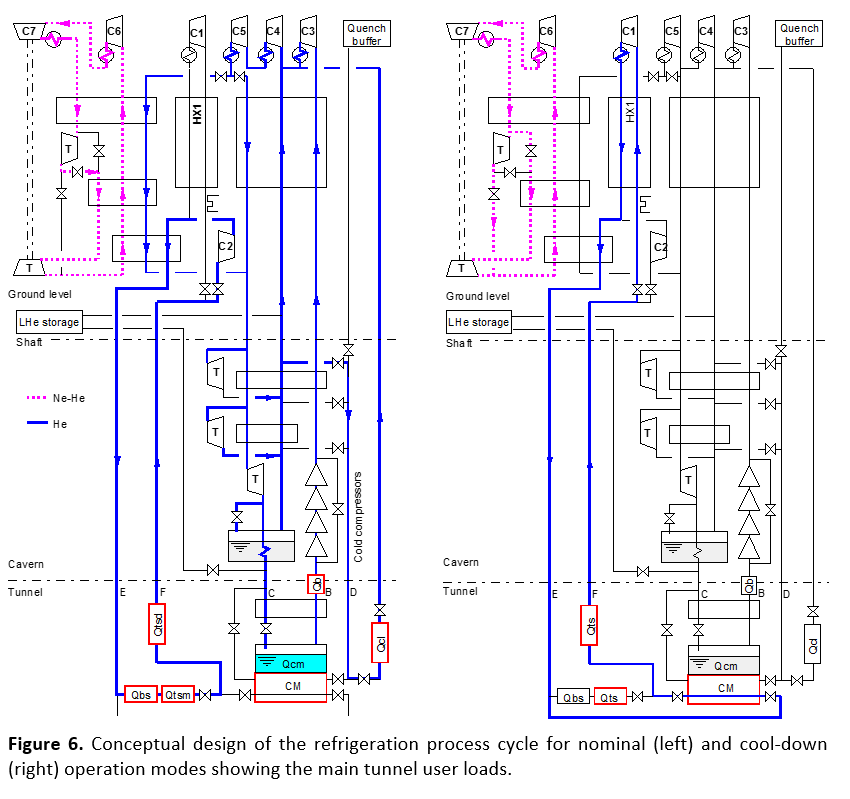 C7
C6
C1
C5
C4
C3
Quench
buffer
HX1
T
C2
T
Ground level
LHe storage
Shaft
T
Ne-He
He
T
T
Cold compressors
Cavern
Tunnel
E
F
C
Qb
B
D
Qtsd
Qcl
Qcm
CM
Qbs
Qtsm
C7
C6
C1
C5
C4
C3
Quench
buffer
HX1
T
C2
T
Ground level
LHe storage
Shaft
T
T
T
Cavern
Tunnel
E
F
C
Qb
B
D
Qts
Qcl
Qcm
CM
Qbs
Qts
Figure 6. Conceptual design of the refrigeration process cycle for nominal (left) and cool-down
(right) operation modes showing the main tunnel user loads.